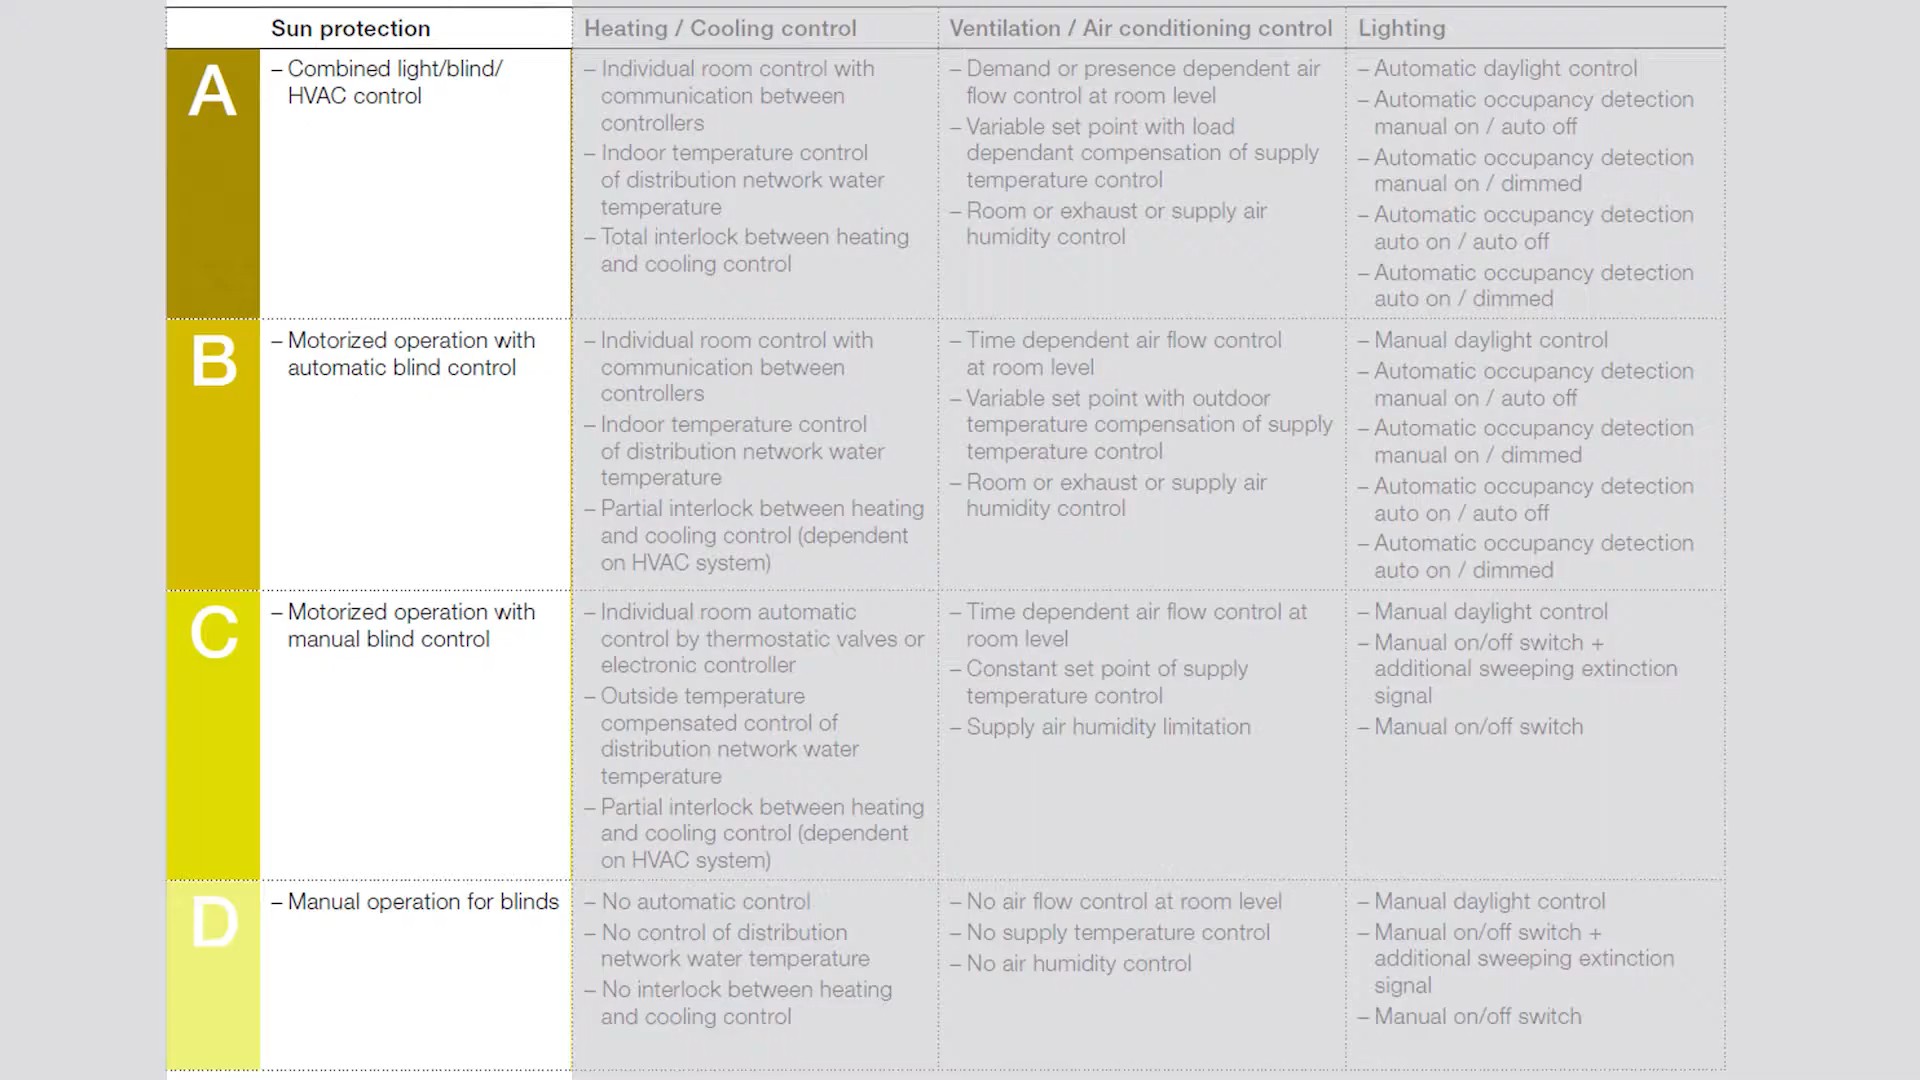 Sun protection
Heating / Cooling control
Ventilation / Air conditioning control
Lighting
A
– Combined light/blind/
HVAC control
– Individual room control with
communication between
controllers
– Indoor temperature control
of distribution network water
temperature
– Total interlock between heating
and cooling control
– Demand or presence dependent air
flow control at room level
– Variable set point with load
dependant compensation of supply
temperature control
– Room or exhaust or supply air
humidity control
– Automatic daylight control
– Automatic occupancy detection
manual on / auto off
– Automatic occupancy detection
manual on / dimmed
– Automatic occupancy detection
auto on / auto off
– Automatic occupancy detection
auto on / dimmed
B
– Motorized operation with
automatic blind control
– Individual room control with
communication between
controllers
– Indoor temperature control
of distribution network water
temperature
– Partial interlock between heating
and cooling control (dependent
on HVAC system)
– Time dependent air flow control
at room level
– Variable set point with outdoor
temperature compensation of supply
temperature control
– Room or exhaust or supply air
humidity control
– Manual daylight control
– Automatic occupancy detection
manual on / auto off
– Automatic occupancy detection
manual on / dimmed
– Automatic occupancy detection
auto on / auto off
– Automatic occupancy detection
auto on / dimmed
C
– Motorized operation with
manual blind control
– Individual room automatic
control by thermostatic valves or
electronic controller
– Outside temperature
compensated control of
distribution network water
temperature
– Partial interlock between heating
and cooling control (dependent
on HVAC system)
– Time dependent air flow control at
room level
– Constant set point of supply
temperature control
– Supply air humidity limitation
– Manual daylight control
– Manual on/off switch +
additional sweeping extinction
signal
– Manual on/off switch
D
– Manual operation for blinds
– No automatic control
– No control of distribution
network water temperature
– No interlock between heating
and cooling control
– No air flow control at room level
– No supply temperature control
– No air humidity control
– Manual daylight control
– Manual on/off switch +
additional sweeping extinction
signal
– Manual on/off switch